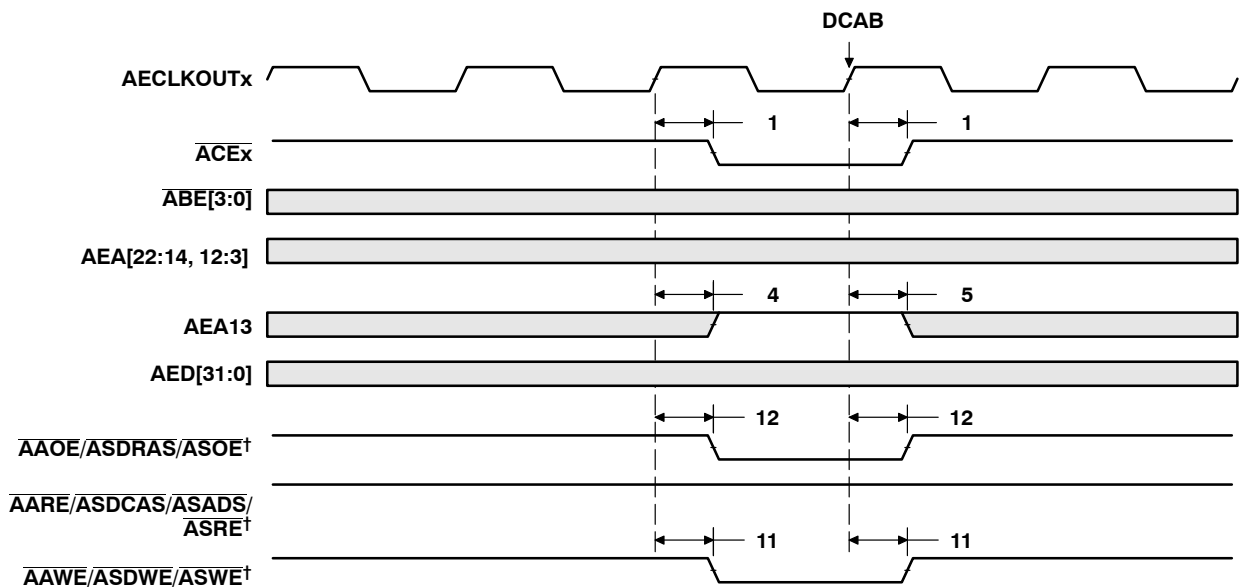 DCAB
AECLKOUTx
1 1
ACEx
ABE[3:0]
AEA[22:14, 12:3]
4 5
AEA13
AED[31:0]
12 12
AAOE/ASDRAS/ASOE†
AARE/ASDCAS/ASADS/
ASRE†
11 11
AAWE/ASDWE/ASWE†